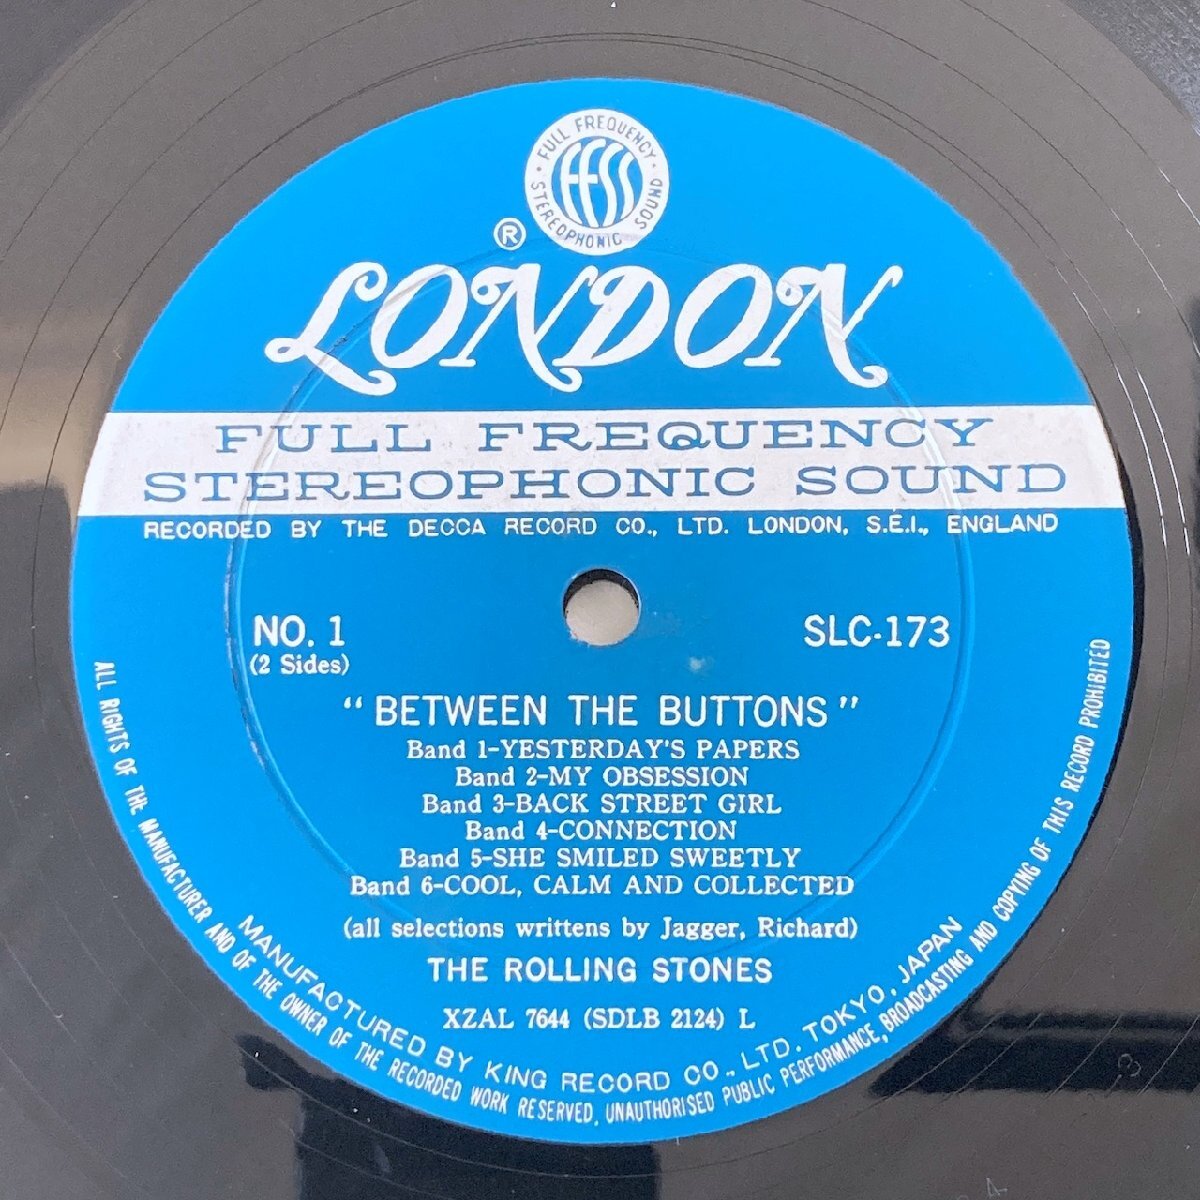 FULL FREQUENCY
FFSS
STEREOPHONIC SOUND
®
LONDON
FULL FREQUENCY
STEREOPHONIC SOUND
RECORDED BY THE DECCA RECORD CO., LTD. LONDON, S.E.I., ENGLAND
NO. 1
SLC-173
(2 Sides)
"BETWEEN THE BUTTONS"
Band 1-YESTERDAY'S PAPERS
Band 2-MY OBSESSION
Band 3-BACK STREET GIRL
Band 4-CONNECTION
Band 5-SHE SMILED SWEETLY
Band 6-COOL, CALM AND COLLECTED
(all selections writtens by Jagger, Richard)
THE ROLLING STONES
XZAL 7644 (SDLB 2124) L
MANUFACTURED BY KING RECORD CO., LTD. TOKYO, JAPAN
ALL RIGHTS OF THE MANUFACTURER AND OF THE OWNER OF THE RECORDED WORK RESERVED, UNAUTHORISED PUBLIC PERFORMANCE, BROADCASTING AND COPYING OF THIS RECORD PROHIBITED